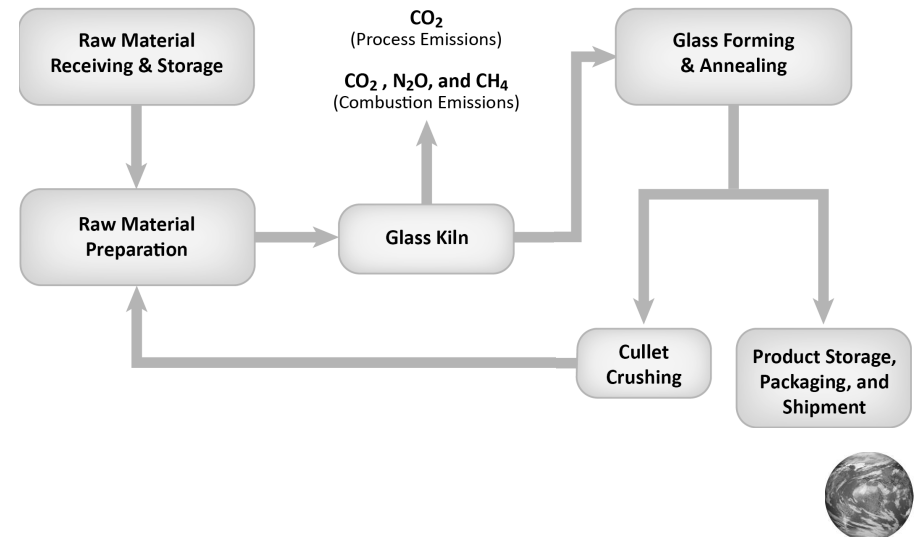 Raw Material
Receiving & Storage
CO₂
(Process Emissions)
CO₂ , N₂O, and CH₄
(Combustion Emissions)
Glass Forming
& Annealing
Raw Material
Preparation
Glass Kiln
Cullet
Crushing
Product Storage,
Packaging, and
Shipment